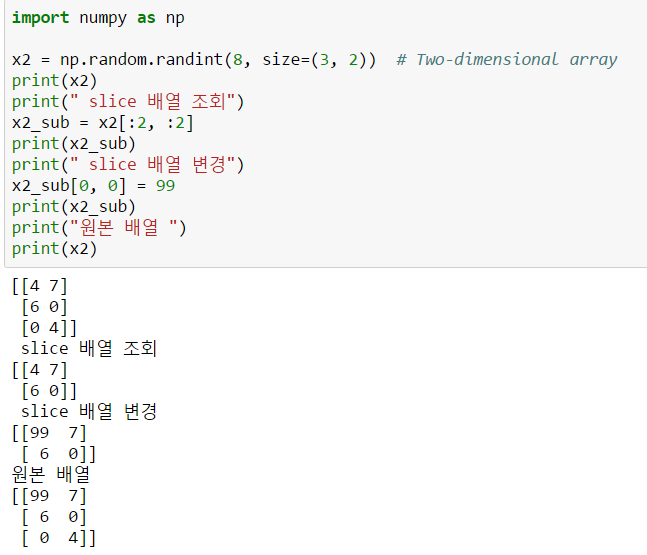 import numpy as np
x2 = np.random.randint(8, size=(3, 2))  # Two-dimensional array
print(x2)
print(" slice 배열 조회")
x2_sub = x2[:2, :2]
print(x2_sub)
print(" slice 배열 변경")
x2_sub[0, 0] = 99
print(x2_sub)
print("원본 배열 ")
print(x2)
[[4 7]
 [6 0]
 [0 4]]
 slice 배열 조회
[[4 7]
 [6 0]]
 slice 배열 변경
[[99  7]
 [ 6  0]]
원본 배열
[[99  7]
 [ 6  0]
 [ 0  4]]